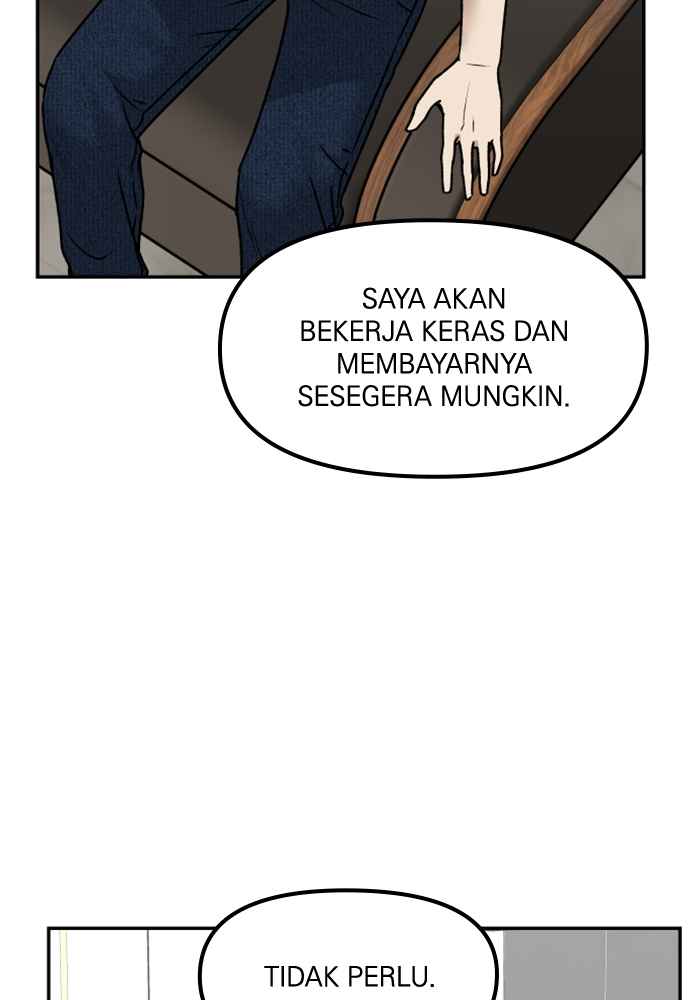 SAYA AKAN
BEKERJA KERAS DAN
MEMBAYARNYA
SESEGERA MUNGKIN.
TIDAK PERLU.